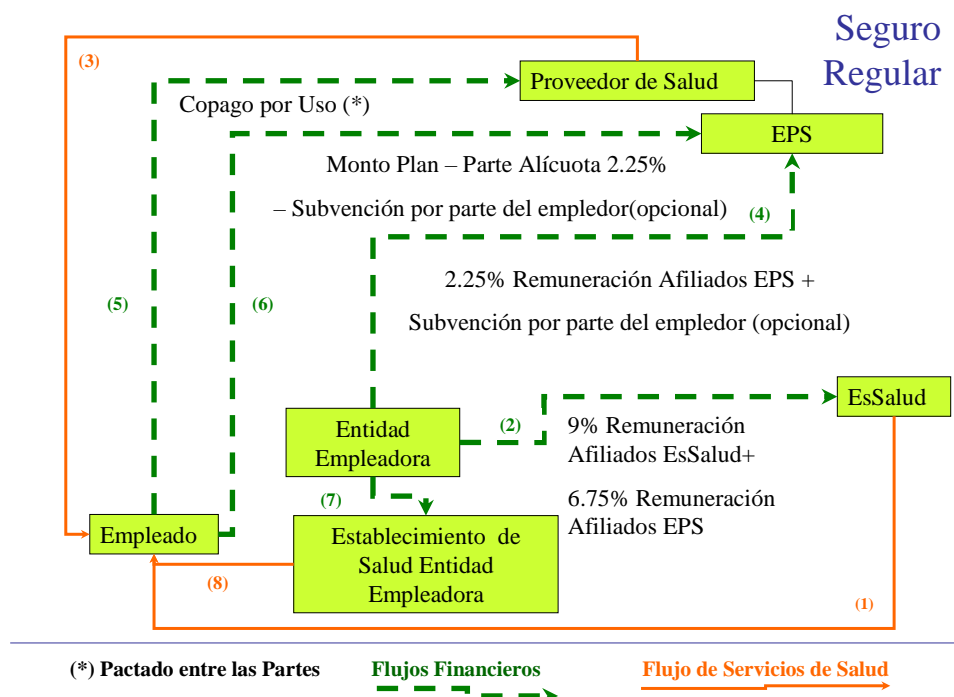 Seguro
Regular
(3)
Proveedor de Salud
Copago por Uso (*)
EPS
Monto Plan – Parte Alícuota 2.25%
– Subvención por parte del empledor(opcional)
(4)
2.25% Remuneración Afiliados EPS +
(5)
(6)
Subvención por parte del empledor (opcional)
EsSalud
Entidad
Empleadora
(2)
9% Remuneración
Afiliados EsSalud+
6.75% Remuneración
Afiliados EPS
(7)
Empleado
Establecimiento de
Salud Entidad
Empleadora
(8)
(1)
(*) Pactado entre las Partes
Flujos Financieros
Flujo de Servicios de Salud